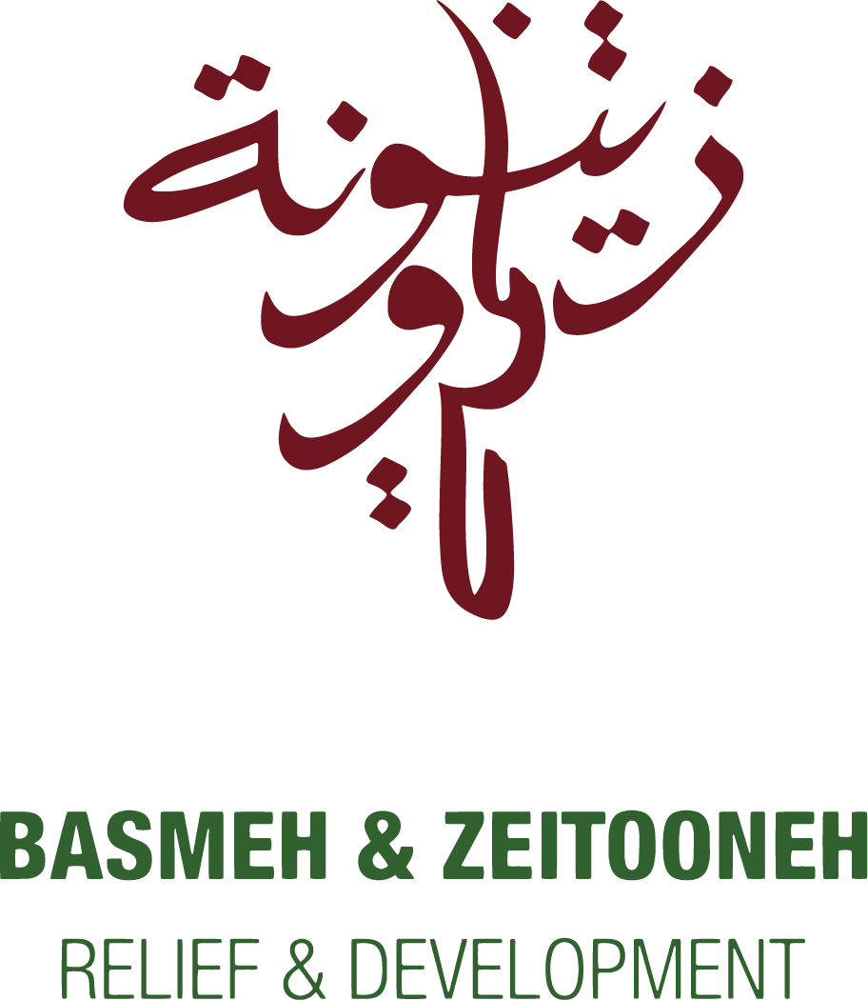 زيتونة
BASMEH & ZEITOONEH
RELIEF & DEVELOPMENT